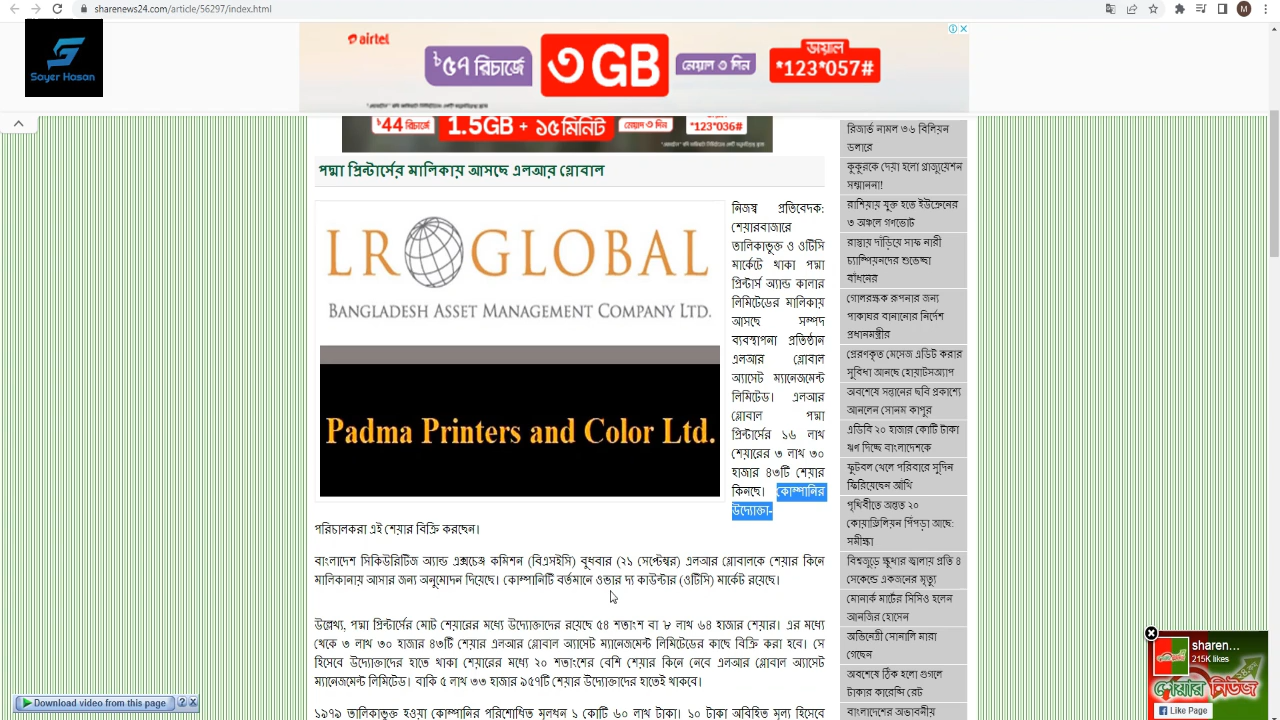 sharenews24.com/article/56297/index.html
M
Sayer Hasan
airtel
৳৫৭ রিচার্জে
৩ GB
মেয়াদ ৩ দিন
ডায়াল
*123*057#
৳44 রিচার্জে
1.5GB + ১৫ মিনিট
*123*036#
পদ্মা প্রিন্টার্সের মালিকায় আসছে এলআর গ্লোবাল
LR GLOBAL
BANGLADESH ASSET MANAGEMENT COMPANY LTD.
Padma Printers and Color Ltd.
নিজস্ব প্রতিবেদক:
শেয়ারবাজারে
তালিকাভূক্ত ও ওটিসি
মার্কেটে থাকা পদ্মা
প্রিন্টার্স অ্যান্ড কালার
লিমিটেডের মালিকায়
আসছে সম্পদ
ব্যবস্থাপনা প্রতিষ্ঠান
এলআর গ্লোবাল
অ্যাসেট ম্যানেজমেন্ট
লিমিটেড। এলআর
গ্লোবাল পদ্মা
প্রিন্টার্সের ১৬ লাখ
শেয়ারের ৩ লাখ ৩০
হাজার ৪৩টি শেয়ার
কিনছে। কোম্পানির
উদ্যোক্তা-
পরিচালকরা এই শেয়ার বিক্রি করছেন।
বাংলাদেশ সিকিউরিটিজ অ্যান্ড এক্সচেঞ্জ কমিশন (বিএসইসি) বুধবার (২১ সেপ্টেম্বর) এলআর গ্লোবালকে শেয়ার কিনে
মালিকানায় আসার জন্য অনুমোদন দিয়েছে। কোম্পানিটি বর্তমানে ওভার দ্য কাউন্টার (ওটিসি) মার্কেট রয়েছে।
উল্লেখ্য, পদ্মা প্রিন্টার্সের মোট শেয়ারের মধ্যে উদ্যোক্তাদের রয়েছে ৫৪ শতাংশ বা ৮ লাখ ৬৪ হাজার শেয়ার। এর মধ্যে
থেকে ৩ লাখ ৩০ হাজার ৪৩টি শেয়ার এলআর গ্লোবাল অ্যাসেট ম্যানেজমেন্ট লিমিটেডের কাছে বিক্রি করা হবে। সে
হিসেবে উদ্যোক্তাদের হাতে থাকা শেয়ারের মধ্যে ২০ শতাংশের বেশি শেয়ার কিনে নেবে এলআর গ্লোবাল অ্যাসেট
ম্যানেজমেন্ট লিমিটেড। বাকি ৫ লাখ ৩৩ হাজার ৯৫৭টি শেয়ার উদ্যোক্তাদের হাতেই থাকবে।
১৯৭৯ তালিকাভূক্ত হওয়া কোম্পানির পরিশোধিত মূলধন ১ কোটি ৬০ লাখ টাকা। ১০ টাকা অবিহিত মূল্য হিসেবে
রিজার্ভ নামল ৩৬ বিলিয়ন
ডলারে
কুকুরকে দেয়া হলো গ্রাজুয়েশন
সম্মাননা!
রাশিয়ায় যুক্ত হতে ইউক্রেনের
৩ অঞ্চলে গণভোট
রাস্তায় দাঁড়িয়ে সাফ নারী
চ্যাম্পিয়নদের শুভেচ্ছা
বাঁধনের
গোলরক্ষক রূপনার জন্য
পাকাঘর বানানোর নির্দেশ
প্রধানমন্ত্রীর
প্রেরণকৃত মেসেজ এডিট করার
সুবিধা আনছে হোয়াটসঅ্যাপ
অবশেষে সন্তানের ছবি প্রকাশ্যে
আনলেন সোনম কাপুর
এডিবি ২০ হাজার কোটি টাকা
ঋণ দিচ্ছে বাংলাদেশকে
ফুটবল খেলে পরিবারে সুদিন
ফিরিয়েছেন আঁখি
পৃথিবীতে অন্তত ২০
কোয়াড্রিলিয়ন পিঁপড়া আছে:
সমীক্ষা
বিশ্বজুড়ে ক্ষুধার জ্বালায় প্রতি ৪
সেকেন্ডে একজনের মৃত্যু
মোনার্ক মার্টের সিসিও হলেন
আনজির হোসেন
অভিনেত্রী সোনালি মারা
গেছেন
অবশেষে ঠিক হলো গুগলে
টাকার কারেন্সি রেট
বাংলাদেশের অভাবনীয়
sharen...
215K likes
শেয়ার নিউজ
Like Page
Download video from this page